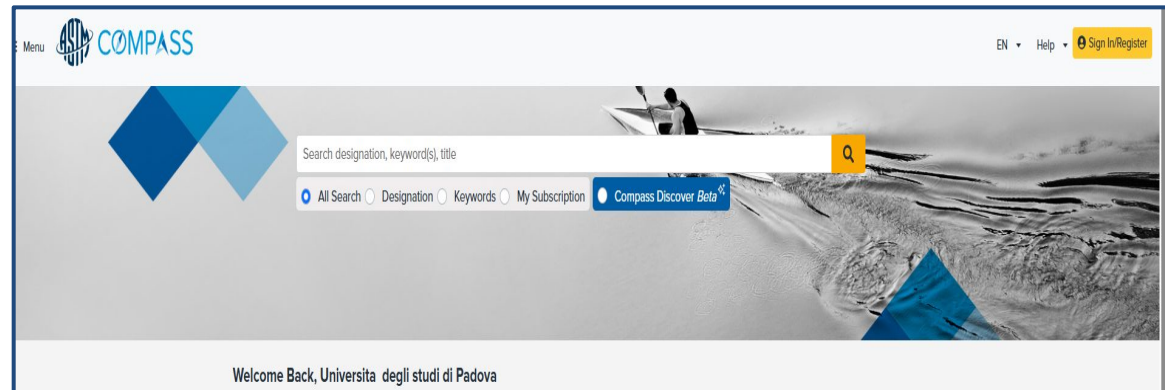 Menu ASTM COMPASS EN Help Sign In/Register
Search designation, keyword(s), title
All Search Designation Keywords My Subscription Compass Discover Beta
Welcome Back, Universita degli studi di Padova